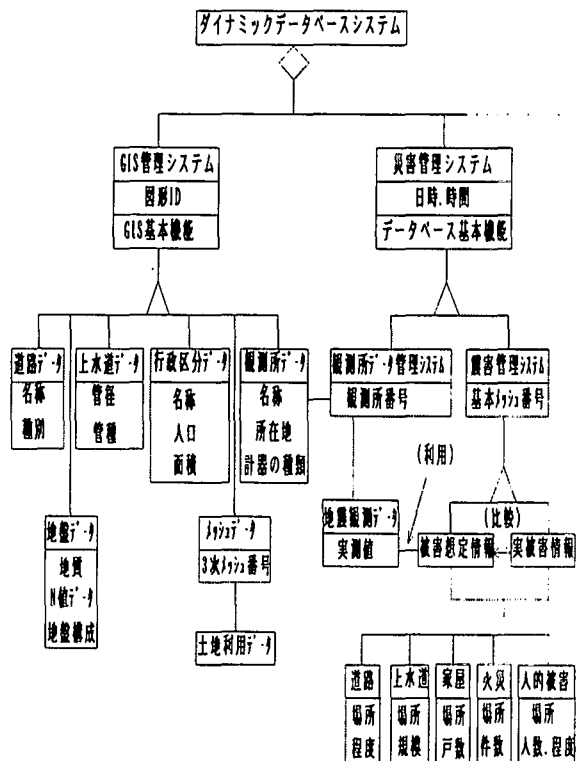 ダイナミックデータベースシステム
GIS管理システム
図形ID
GIS基本機能
災害管理システム
日時,時間
データベース基本機能
道路データ
名称
種別
上水道データ
管径
管種
行政区分データ
名称
人口
面積
観測所データ
名称
所在地
計器の種類
観測所データ管理システム
観測所番号
震害管理システム
基本メッシュ番号
(利用)
地盤データ
地質
N値データ
地盤構成
メッシュデータ
3次メッシュ番号
土地利用データ
地震観測データ
実測値
(比較)
被害想定情報
実被害情報
道路
場所
程度
上水道
場所
規模
家屋
場所
戸数
火災
場所
件数
人的被害
場所
人数,程度